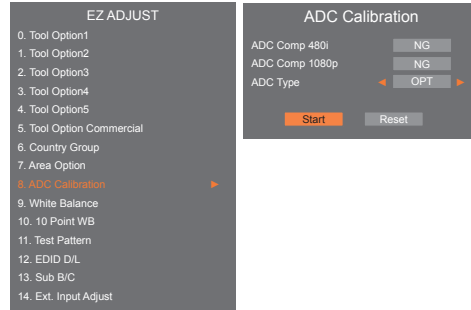 EZ ADJUST
0. Tool Option1
1. Tool Option2
2. Tool Option3
3. Tool Option4
4. Tool Option5
5. Tool Option Commercial
6. Country Group
7. Area Option
8. ADC Calibration ►
9. White Balance
10. 10 Point WB
11. Test Pattern
12. EDID D/L
13. Sub B/C
14. Ext. Input Adjust
ADC Calibration
ADC Comp 480i NG
ADC Comp 1080p NG
ADC Type ◄ OPT ►
Start Reset